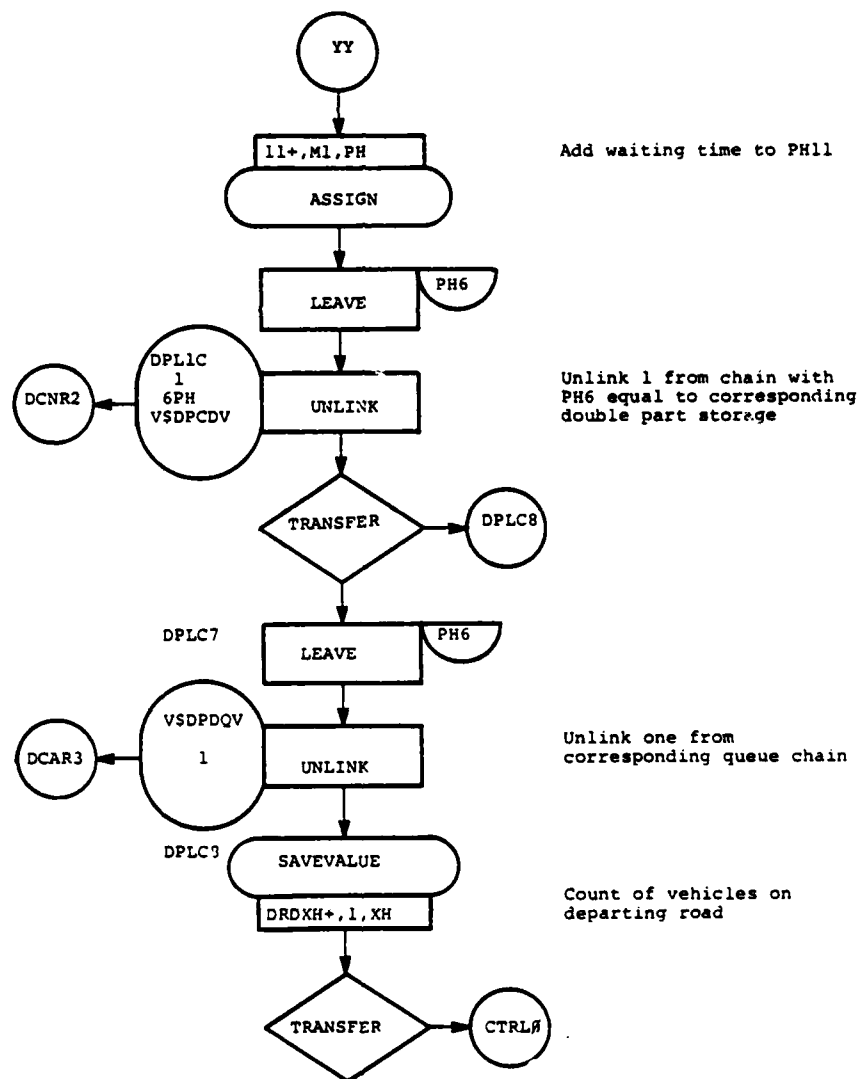 YY
11+,M1,PH
Add waiting time to PH11
ASSIGN
PH6
LEAVE
DPL1C
1
6PH
V$DPCDV
DCNR2
UNLINK
Unlink 1 from chain with
PH6 equal to corresponding
double part storage
TRANSFER
DPLC8
DPLC7
PH6
LEAVE
V$DPDQV
1
DCAR3
UNLINK
Unlink one from
corresponding queue chain
DPLC8
SAVEVALUE
DRDXH+,1,XH
Count of vehicles on
departing road
TRANSFER
CTRLØ